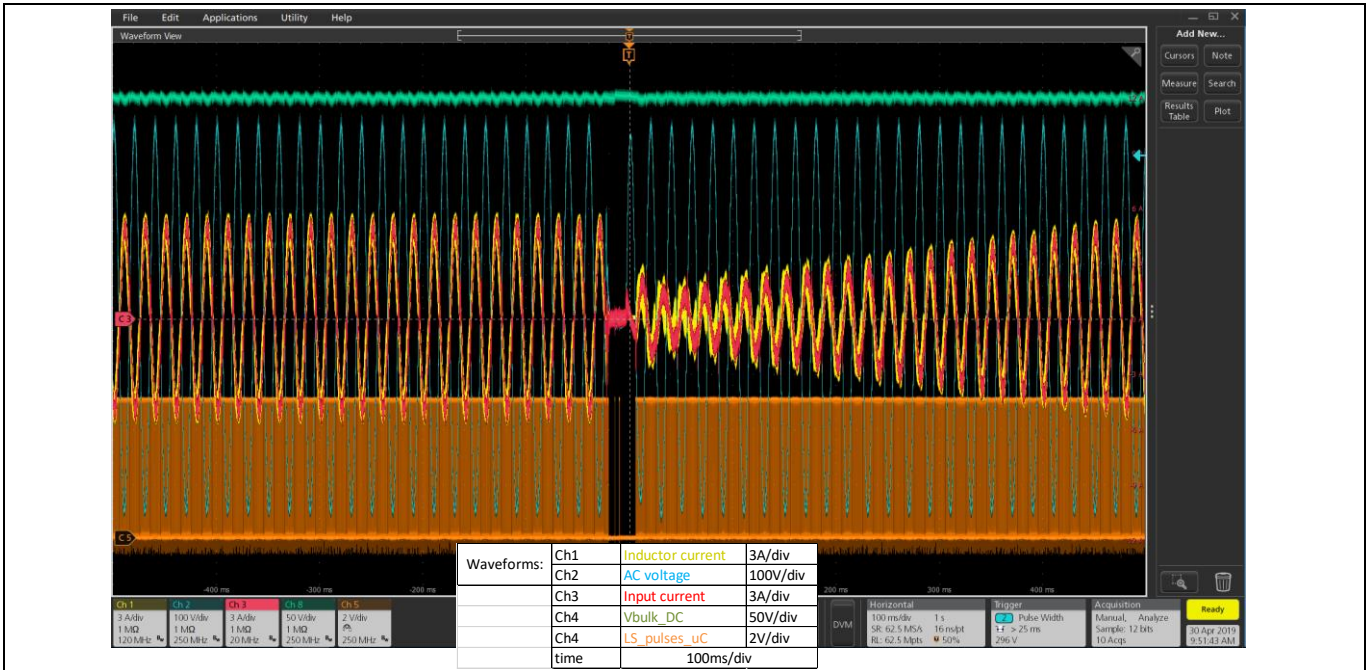 File Edit Applications Utility Help
Waveform View
Add New...
Cursors Note
Measure Search
Results Table Plot
T
T
C 3
C 5
6 A
-400 ms -300 ms -200 ms 200 ms 300 ms 400 ms
Waveforms: Ch1 Inductor current 3A/div
Ch2 AC voltage 100V/div
Ch3 Input current 3A/div
Ch4 Vbulk_DC 50V/div
Ch4 LS_pulses_uC 2V/div
time 100ms/div
Ch 1
3 A/div
1 MΩ
120 MHz
Ch 2
100 V/div
1 MΩ
250 MHz
Ch 3
3 A/div
1 MΩ
20 MHz
Ch 8
50 V/div
1 MΩ
250 MHz
Ch 5
2 V/div
250 MHz
DVM
Horizontal
100 ms/div 1 s
SR: 62.5 MS/s 16 ns/pt
RL: 62.5 Mpts 50%
Trigger
2 Pulse Width
> 25 ms
296 V
Acquisition
Manual, Analyze
Sample: 12 bits
10 Acqs
Ready
30 Apr 2019
9:51:43 AM